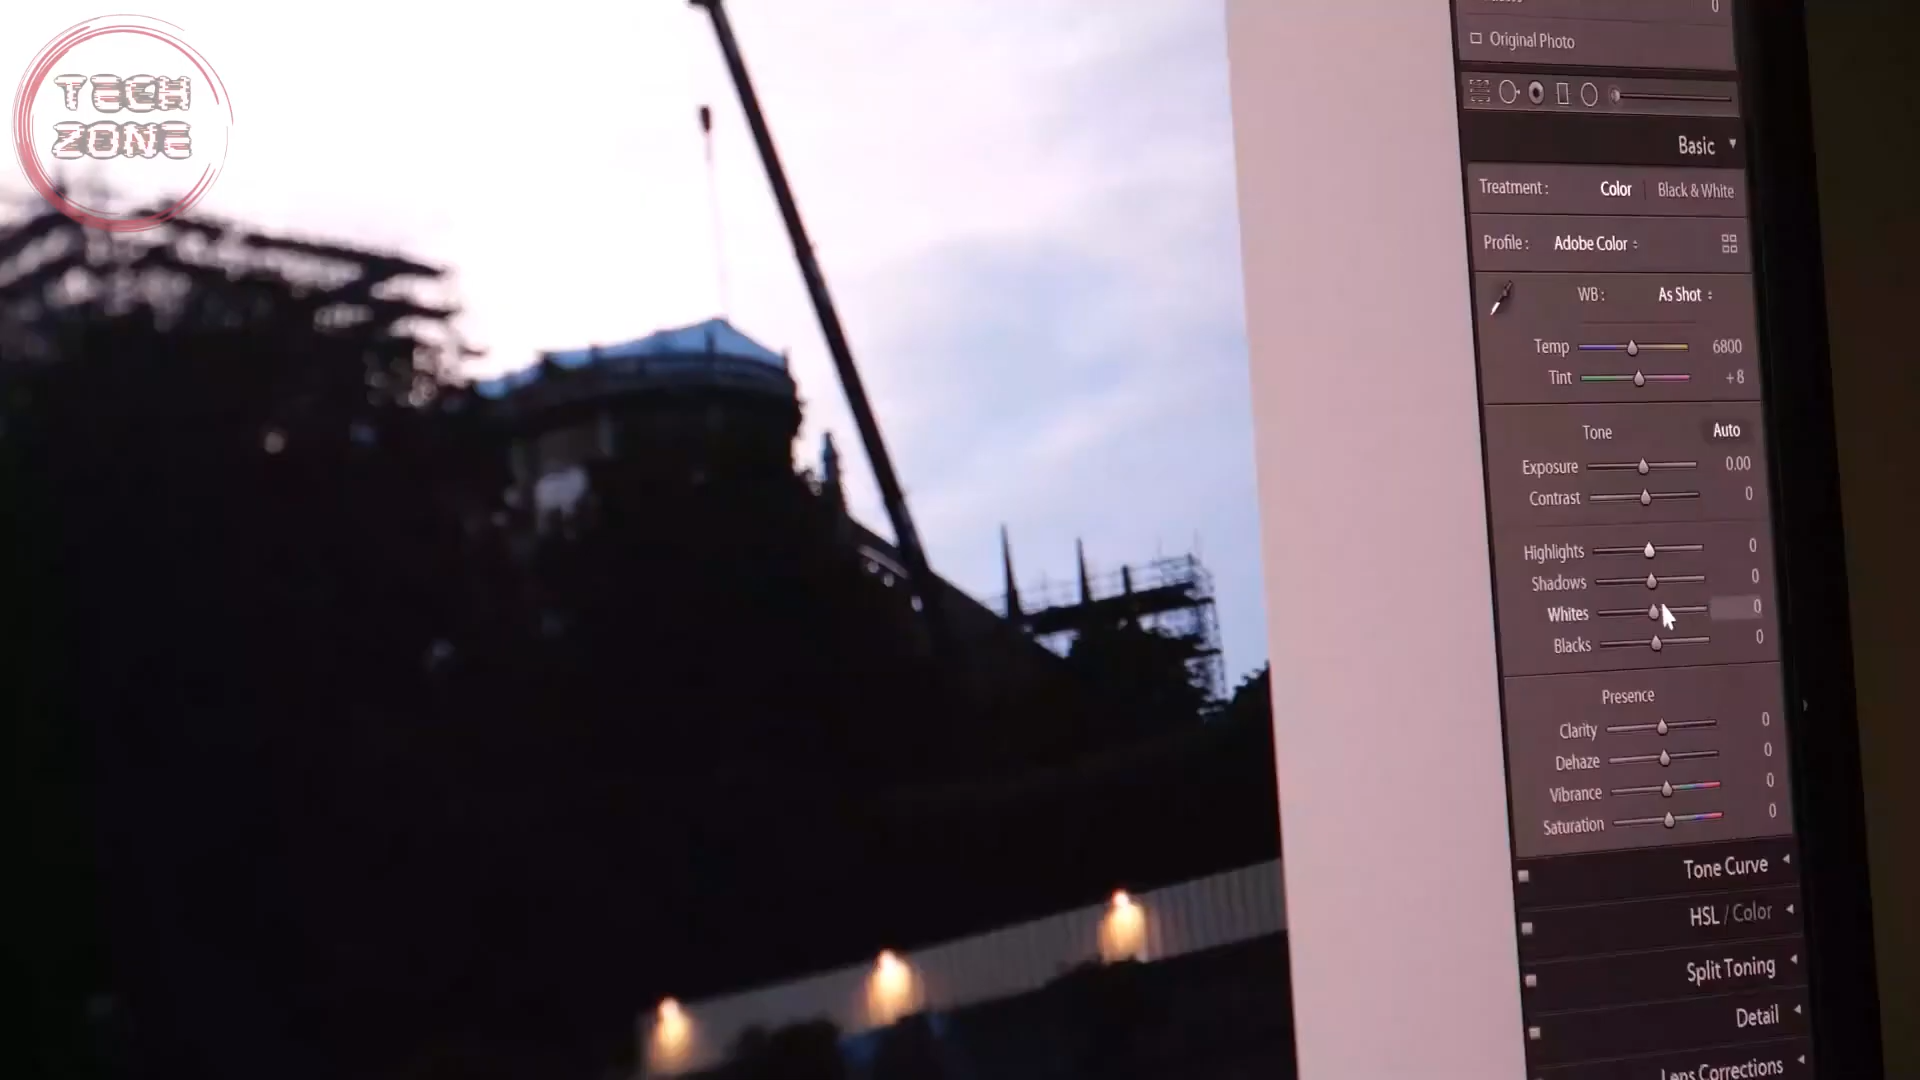 TECH
ZONE
0
Original Photo
Basic
Treatment : Color Black & White
Profile : Adobe Color
WB : As Shot
Temp 6800
Tint + 8
Tone Auto
Exposure 0.00
Contrast 0
Highlights 0
Shadows 0
Whites 0
Blacks 0
Presence
Clarity 0
Dehaze 0
Vibrance 0
Saturation 0
Tone Curve
HSL / Color
Split Toning
Detail
Lens Corrections